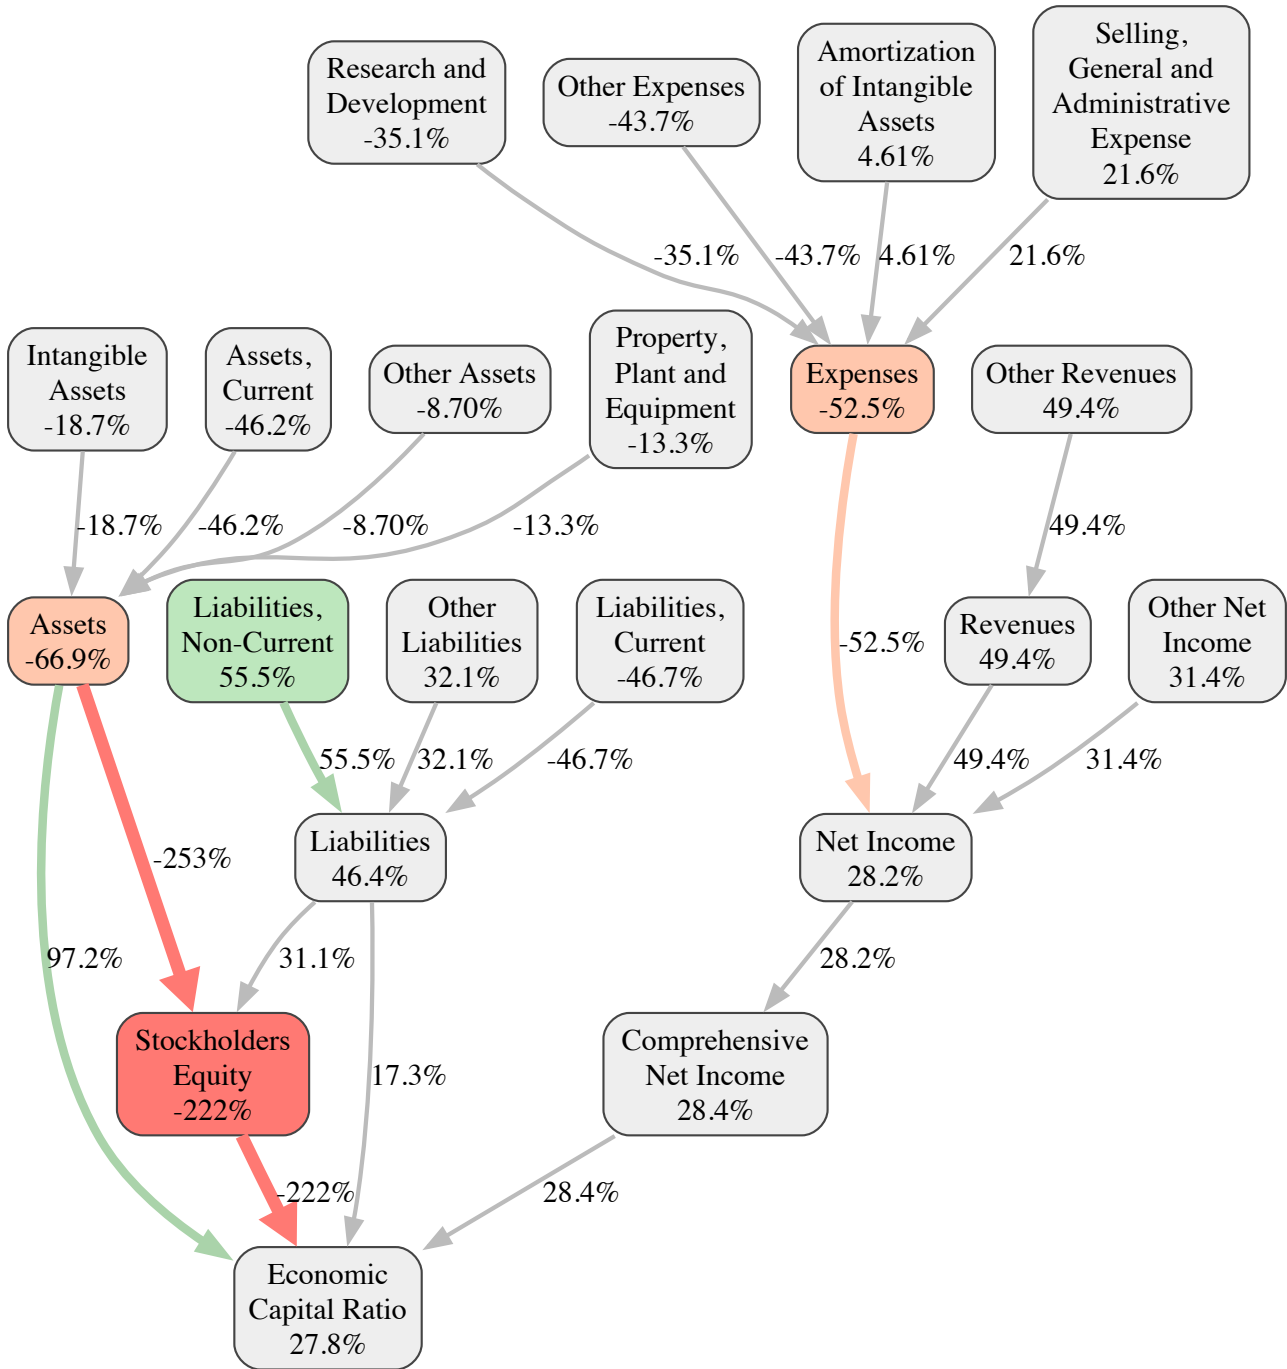 Research and
Development
-35.1%
Other Expenses
-43.7%
Amortization
of Intangible
Assets
4.61%
Selling,
General and
Administrative
Expense
21.6%
-35.1%
-43.7%
4.61%
21.6%
Intangible
Assets
-18.7%
Assets,
Current
-46.2%
Other Assets
-8.70%
Property,
Plant and
Equipment
-13.3%
Expenses
-52.5%
Other Revenues
49.4%
-18.7%
-46.2%
-8.70%
-13.3%
49.4%
Assets
-66.9%
Liabilities,
Non-Current
55.5%
Other
Liabilities
32.1%
Liabilities,
Current
-46.7%
-52.5%
Revenues
49.4%
Other Net
Income
31.4%
55.5%
32.1%
-46.7%
49.4%
31.4%
-253%
Liabilities
46.4%
Net Income
28.2%
97.2%
31.1%
28.2%
Stockholders
Equity
-222%
17.3%
Comprehensive
Net Income
28.4%
-222%
28.4%
Economic
Capital Ratio
27.8%